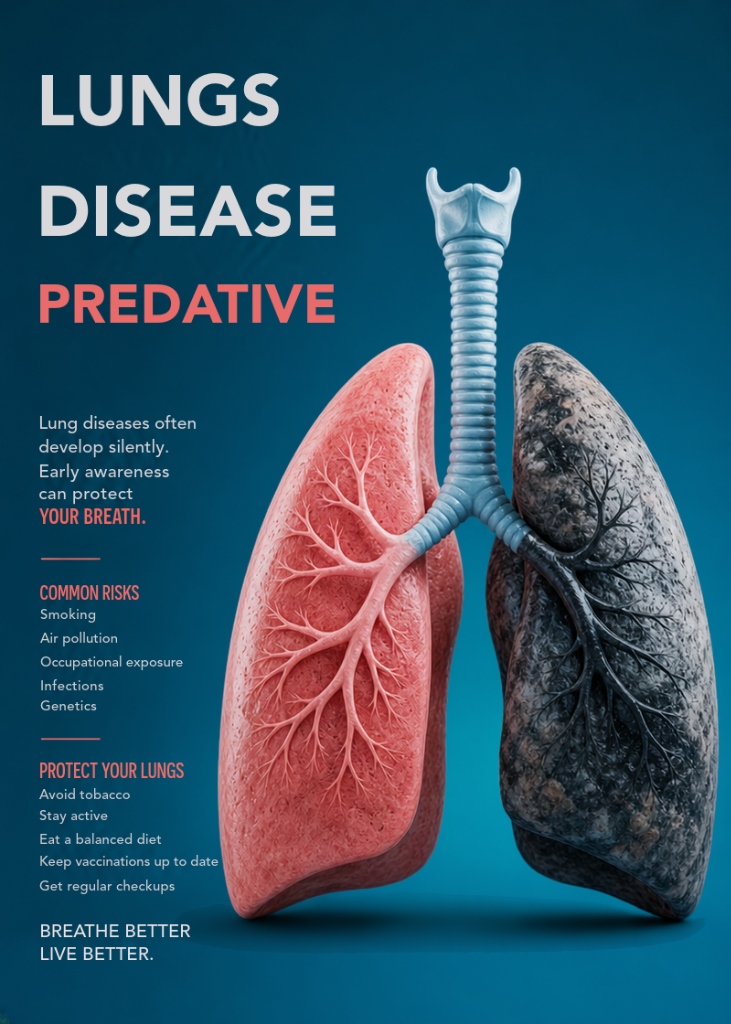 LUNGS
DISEASE
PREDATIVE
Lung diseases often
develop silently.
Early awareness
can protect
YOUR BREATH.
COMMON RISKS
Smoking
Air pollution
Occupational exposure
Infections
Genetics
PROTECT YOUR LUNGS
Avoid tobacco
Stay active
Eat a balanced diet
Keep vaccinations up to date
Get regular checkups
BREATHE BETTER
LIVE BETTER.